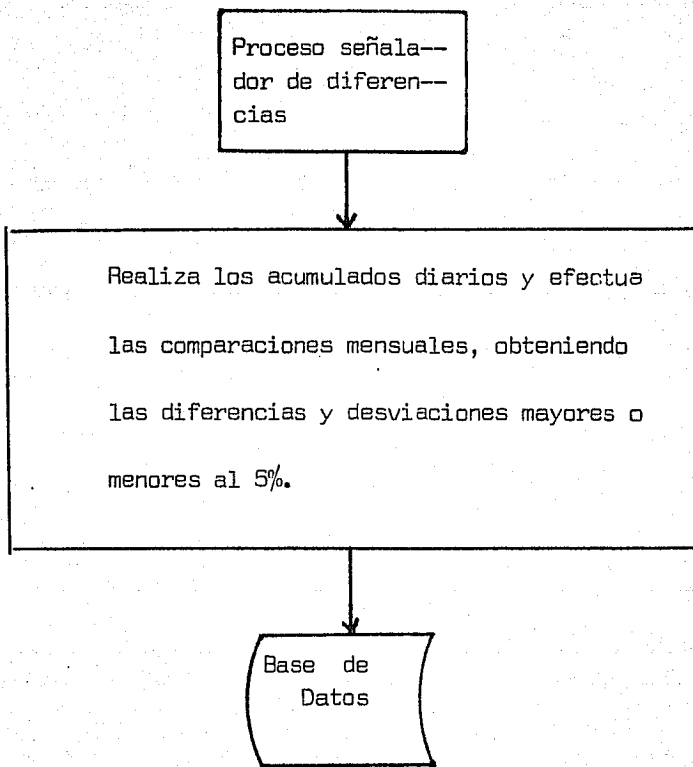 Proceso señala--
dor de diferen--
cias
Realiza los acumulados diarios y efectua
las comparaciones mensuales, obteniendo
las diferencias y desviaciones mayores o
menores al 5%.
Base de
Datos